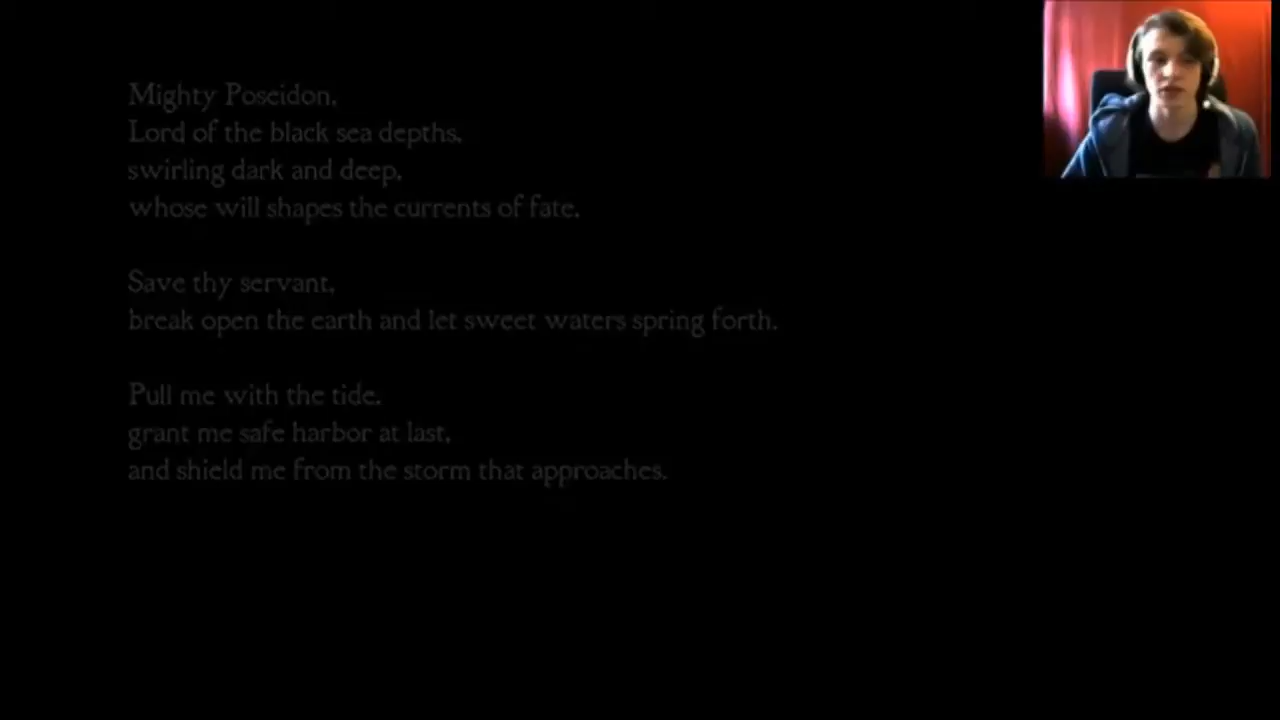 Mighty Poseidon,
Lord of the black sea depths,
swirling dark and deep,
whose will shapes the currents of fate.
Save thy servant,
break open the earth and let sweet waters spring forth.
Pull me with the tide,
grant me safe harbor at last,
and shield me from the storm that approaches.